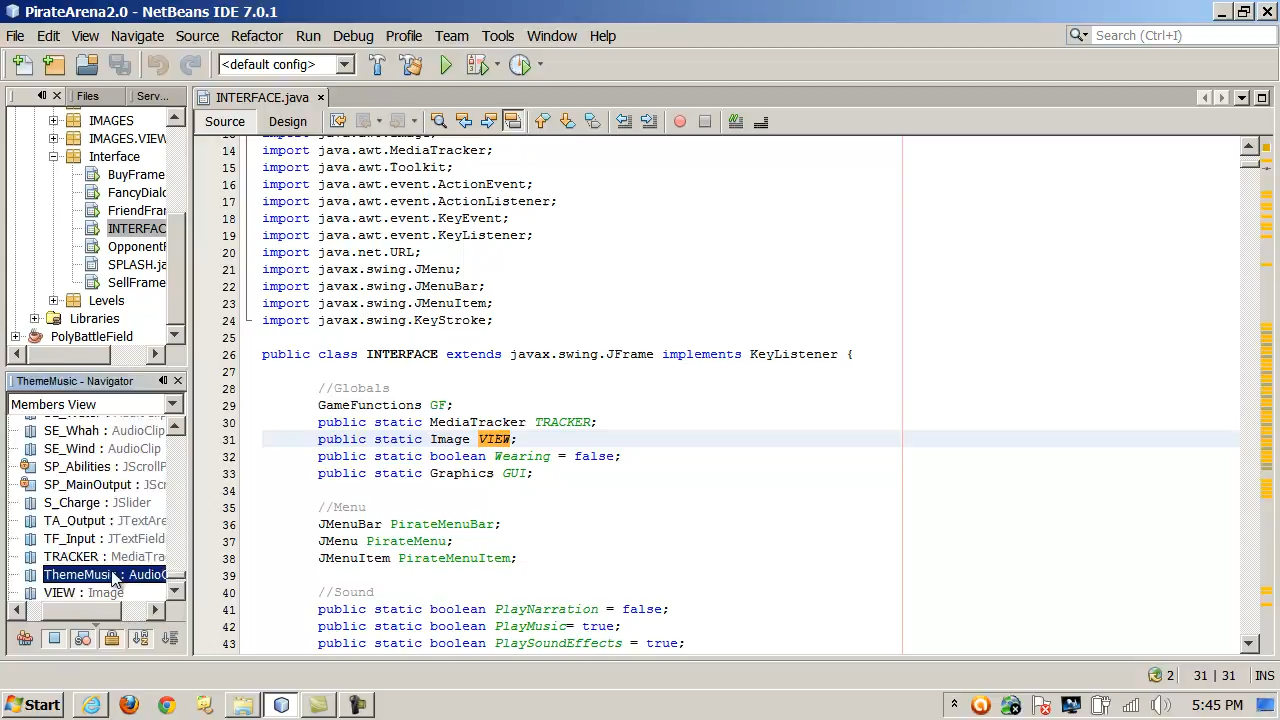 PirateArena2.0 - NetBeans IDE 7.0.1
File Edit View Navigate Source Refactor Run Debug Profile Team Tools Window Help
Search (Ctrl+I)
<default config>
Files Serv...
INTERFACE.java
Source Design
IMAGES
IMAGES.VIEW
Interface
BuyFrame
FancyDialo
FriendFra
INTERFAC
OpponentF
SPLASH.ja
SellFrame
Levels
Libraries
PolyBattleField
ThemeMusic - Navigator
Members View
SE_Whah : AudioClip
SE_Wind : AudioClip
SP_Abilities : JScrollP
SP_MainOutput : JScr
S_Charge : JSlider
TA_Output : JTextAre
TF_Input : JTextField
TRACKER : MediaTra
ThemeMusic : AudioC
VIEW : Image
14 import java.awt.MediaTracker;
15 import java.awt.Toolkit;
16 import java.awt.event.ActionEvent;
17 import java.awt.event.ActionListener;
18 import java.awt.event.KeyEvent;
19 import java.awt.event.KeyListener;
20 import java.net.URL;
21 import javax.swing.JMenu;
22 import javax.swing.JMenuBar;
23 import javax.swing.JMenuItem;
24 import javax.swing.KeyStroke;
25
26 public class INTERFACE extends javax.swing.JFrame implements KeyListener {
27
28 //Globals
29 GameFunctions GF;
30 public static MediaTracker TRACKER;
31 public static Image VIEW;
32 public static boolean Wearing = false;
33 public static Graphics GUI;
34
35 //Menu
36 JMenuBar PirateMenuBar;
37 JMenu PirateMenu;
38 JMenuItem PirateMenuItem;
39
40 //Sound
41 public static boolean PlayNarration = false;
42 public static boolean PlayMusic= true;
43 public static boolean PlaySoundEffects = true;
2 31 : 31 INS
Start
5:45 PM